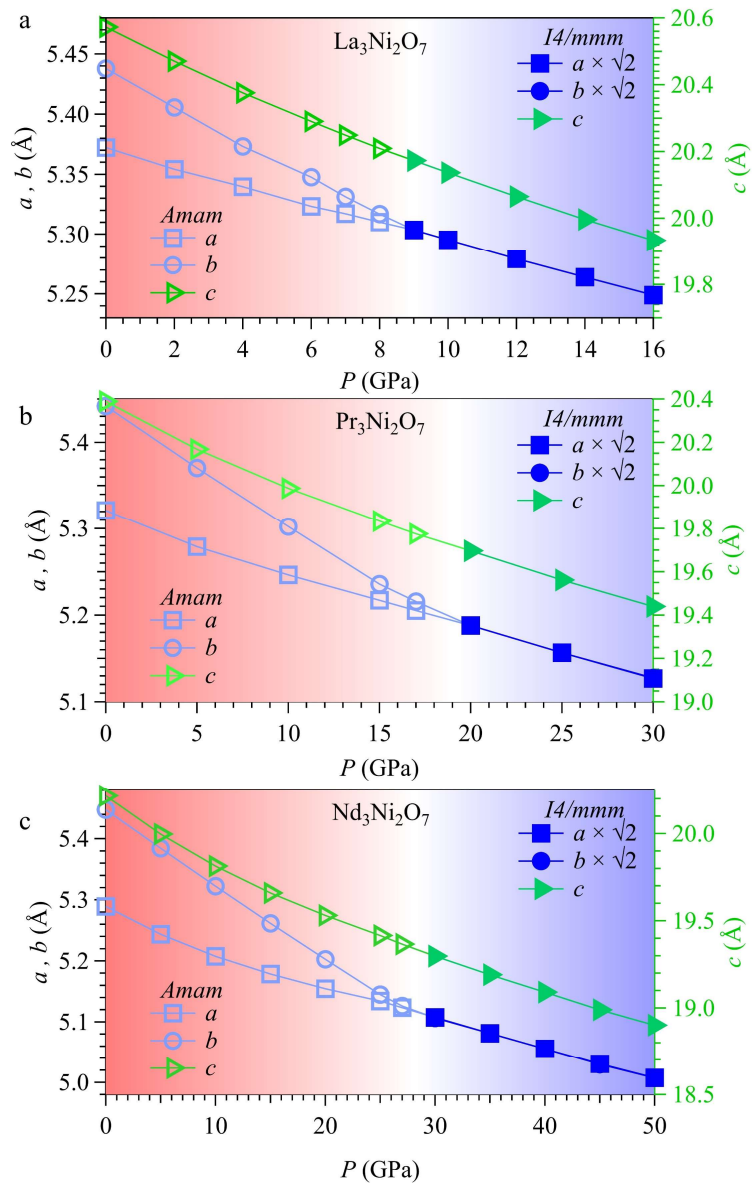 a
La₃Ni₂O₇
I4/mmm
a × √2
b × √2
c
Amam
a
b
c
5.45
5.40
5.35
5.30
5.25
a , b (Å)
20.6
20.4
20.2
20.0
19.8
c (Å)
0 2 4 6 8 10 12 14 16
P (GPa)
b
Pr₃Ni₂O₇
I4/mmm
a × √2
b × √2
c
Amam
a
b
c
5.4
5.3
5.2
5.1
a , b (Å)
20.4
20.2
20.0
19.8
19.6
19.4
19.2
19.0
c (Å)
0 5 10 15 20 25 30
P (GPa)
c
Nd₃Ni₂O₇
I4/mmm
a × √2
b × √2
c
Amam
a
b
c
5.4
5.3
5.2
5.1
5.0
a , b (Å)
20.0
19.5
19.0
18.5
c (Å)
0 10 20 30 40 50
P (GPa)